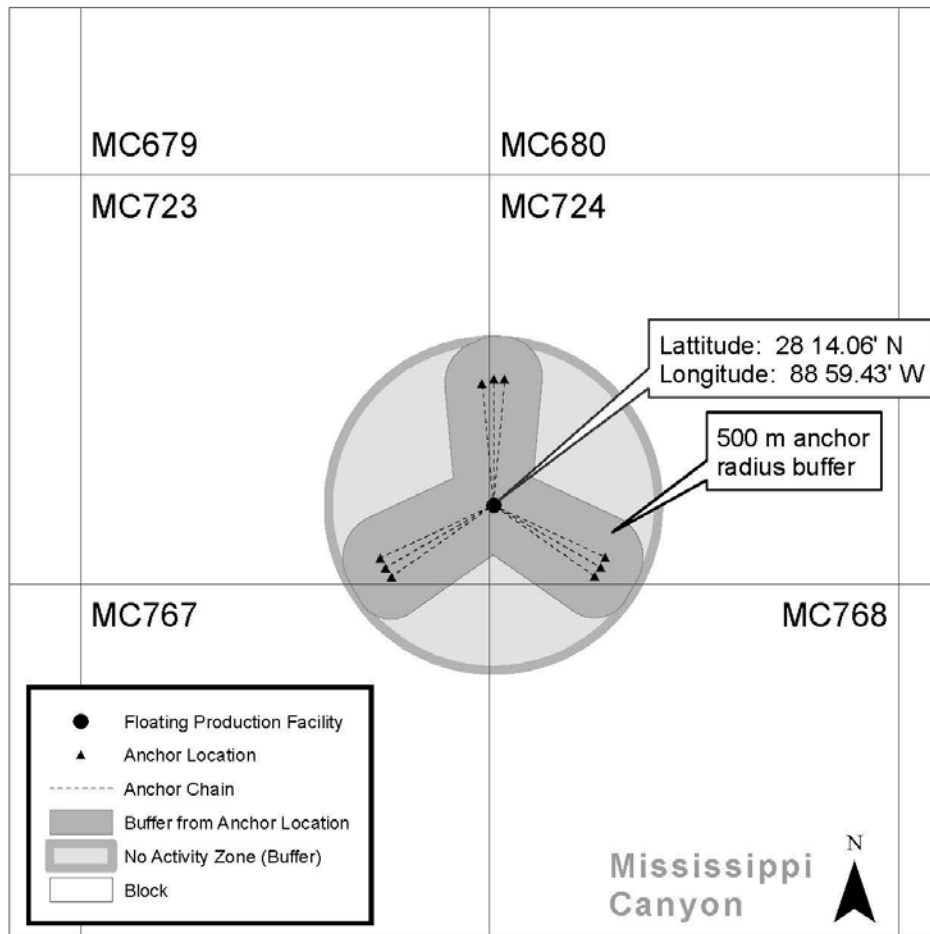 MC679
MC680
MC723
MC724
Lattitude: 28 14.06' N
Longitude: 88 59.43' W
500 m anchor
radius buffer
MC767
MC768
Floating Production Facility
Anchor Location
Anchor Chain
Buffer from Anchor Location
No Activity Zone (Buffer)
Block
Mississippi
Canyon
N